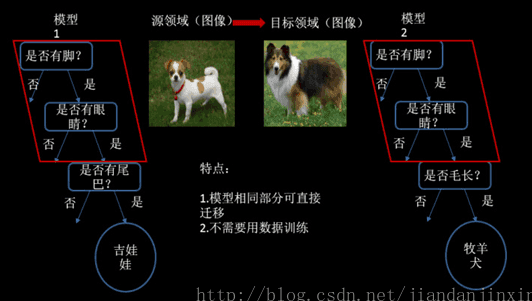 模型
1
源领域（图像）
目标领域（图像）
模型
2
是否有脚？
否
是
是否有眼
睛？
否
是
是否有尾
巴？
否
是
吉娃
娃
特点：
1.模型相同部分可直接
迁移
2.不需要用数据训练
是否有脚？
否
是
是否有眼
睛？
否
是
是否毛长？
否
是
牧羊
犬
http://blog.csdn.net/jiandanjinxin